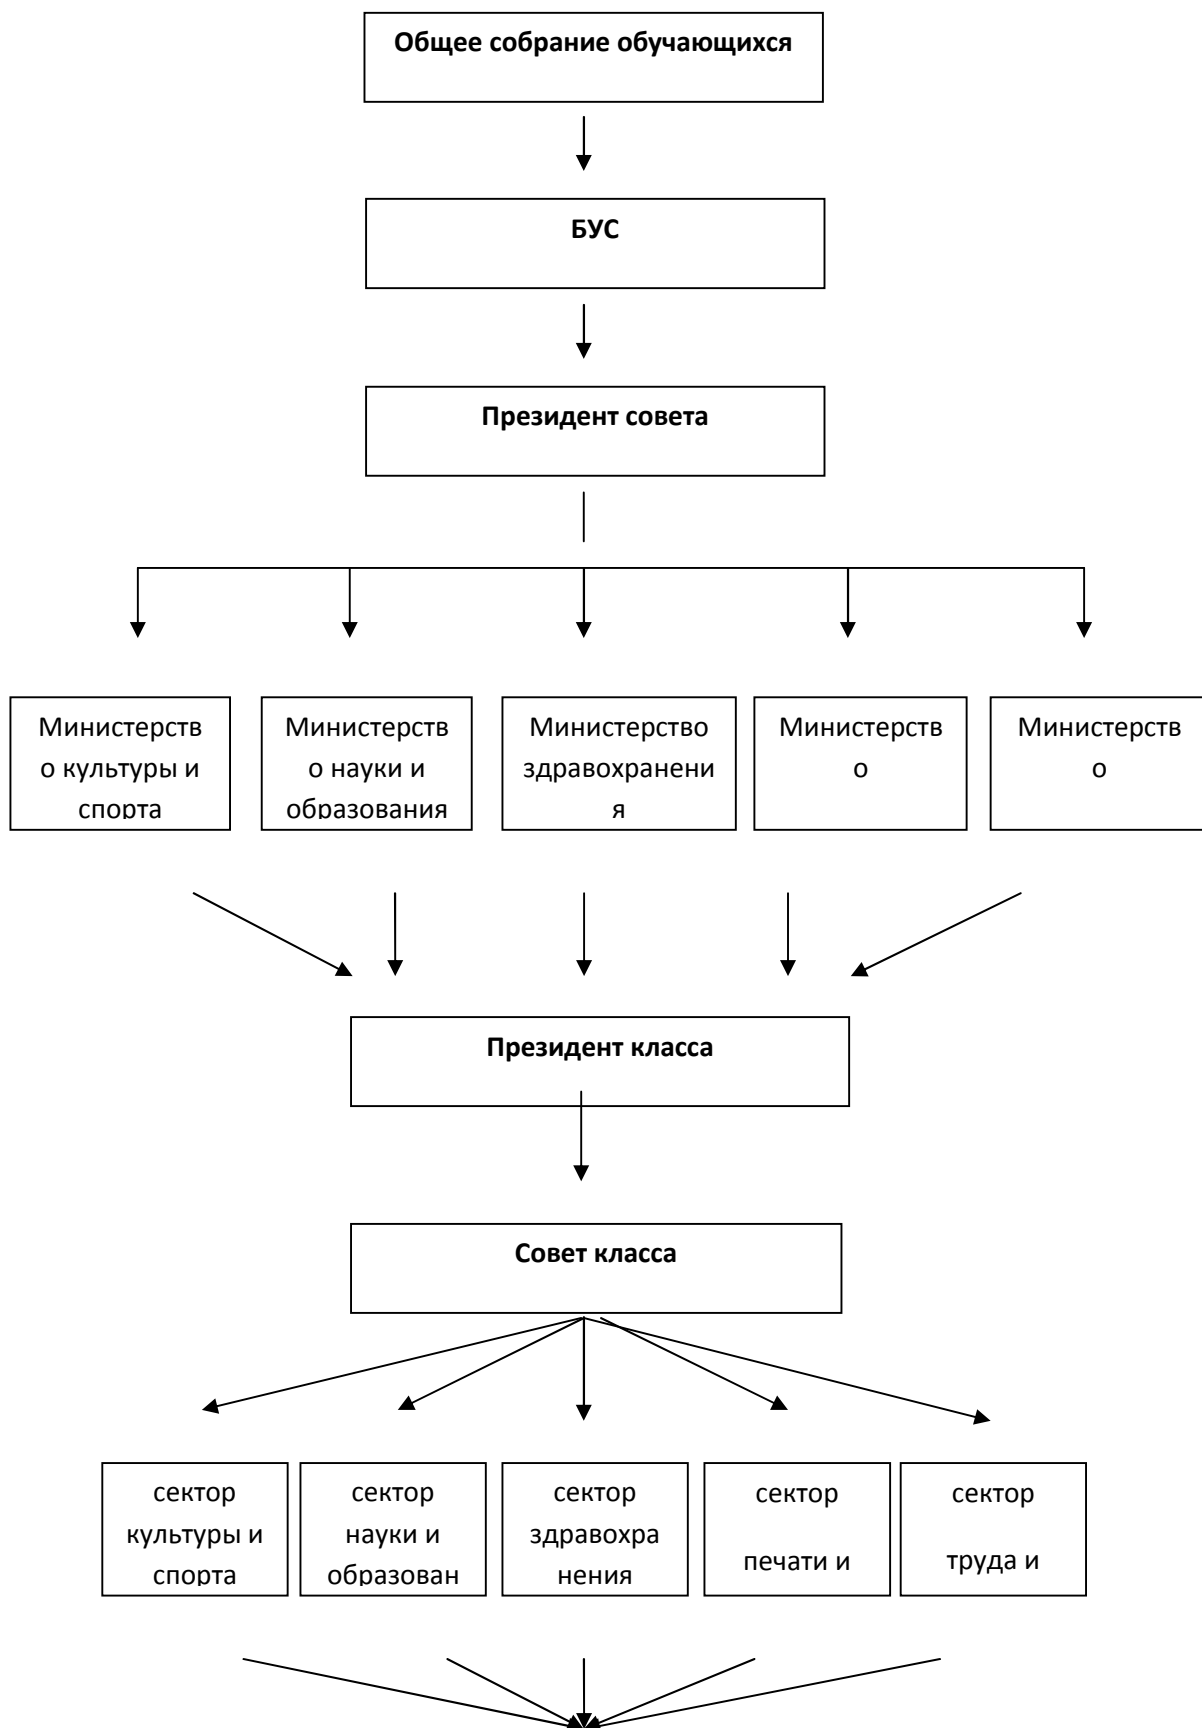 Общее собрание обучающихся
БУС
Президент совета
Министерств
о культуры и
спорта
Министерств
о науки и
образования
Министерство
здравохранени
я
Министерств
о
Министерств
о
Президент класса
Совет класса
сектор
культуры и
спорта
сектор
науки и
образован
сектор
здравохра
нения
сектор
печати и
сектор
труда и